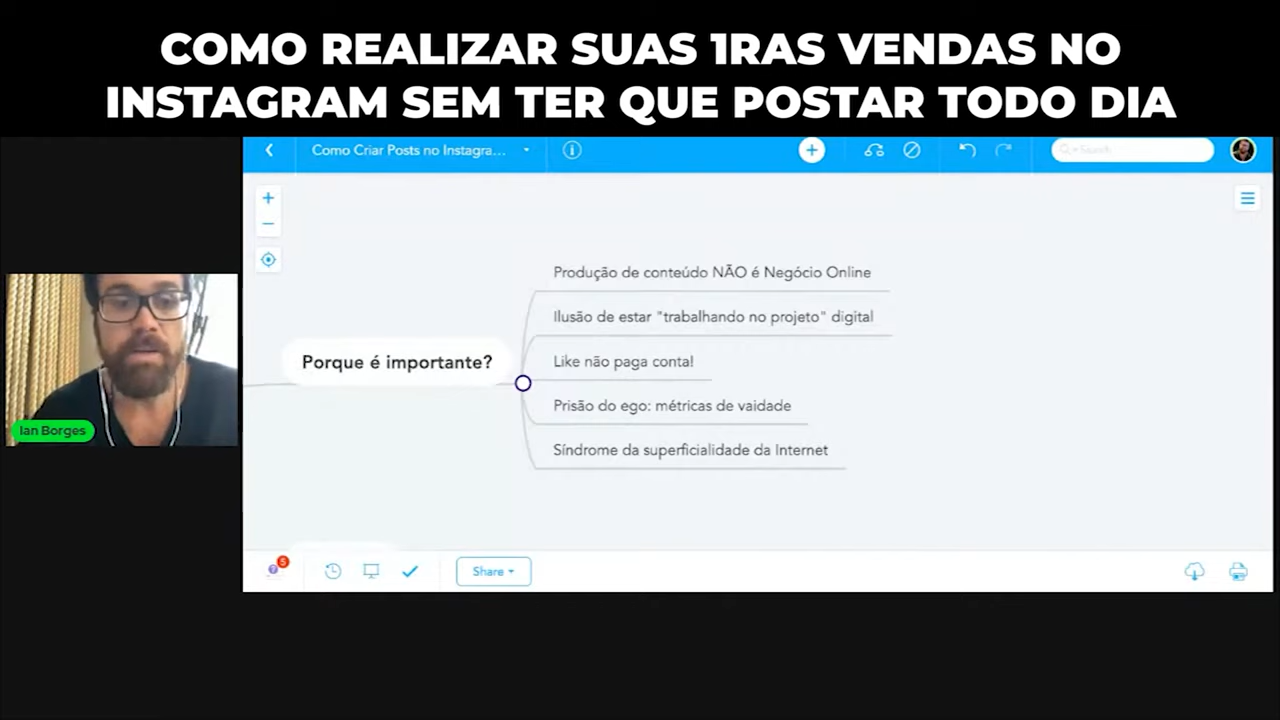 COMO REALIZAR SUAS 1RAS VENDAS NO
INSTAGRAM SEM TER QUE POSTAR TODO DIA
Como Criar Posts no Instagra...
Search
Produção de conteúdo NÃO é Negócio Online
Ilusão de estar "trabalhando no projeto" digital
Porque é importante?
Like não paga conta!
Prisão do ego: métricas de vaidade
Ian Borges
Síndrome da superficialidade da Internet
5
Share